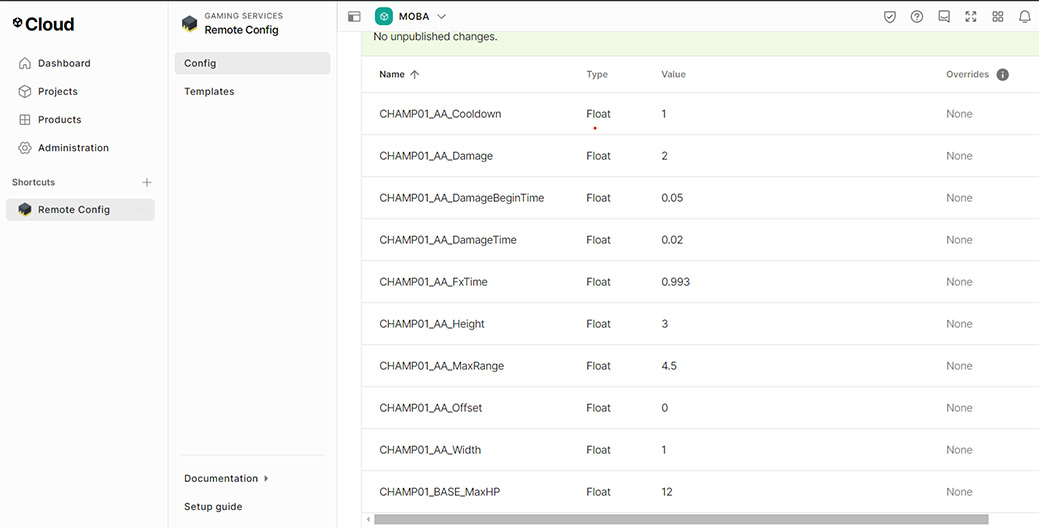 Cloud
Dashboard
Projects
Products
Administration
Shortcuts
Remote Config
GAMING SERVICES
Remote Config
Config
Templates
Documentation
Setup guide
MOBA
No unpublished changes.
Name Type Value Overrides
CHAMP01_AA_Cooldown Float 1 None
CHAMP01_AA_Damage Float 2 None
CHAMP01_AA_DamageBeginTime Float 0.05 None
CHAMP01_AA_DamageTime Float 0.02 None
CHAMP01_AA_FxTime Float 0.993 None
CHAMP01_AA_Height Float 3 None
CHAMP01_AA_MaxRange Float 4.5 None
CHAMP01_AA_Offset Float 0 None
CHAMP01_AA_Width Float 1 None
CHAMP01_BASE_MaxHP Float 12 None